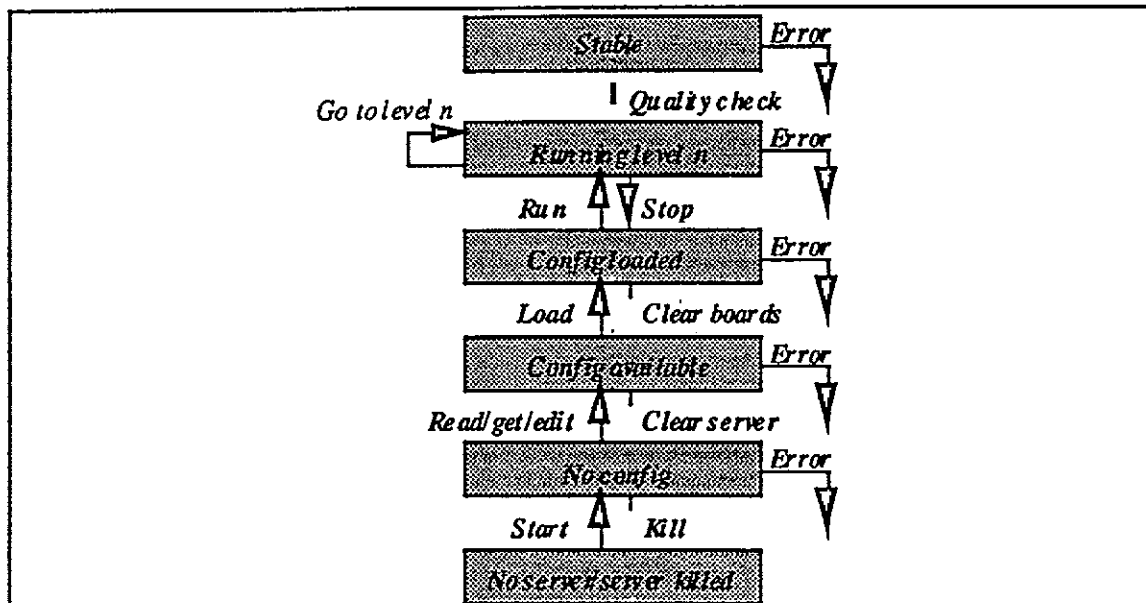 Stable
Error
Quality check
Go to level n
Running level n
Error
Run
Stop
Config loaded
Error
Load
Clear boards
Config available
Error
Read/get/edit
Clear server
No config
Error
Start
Kill
No server/server killed